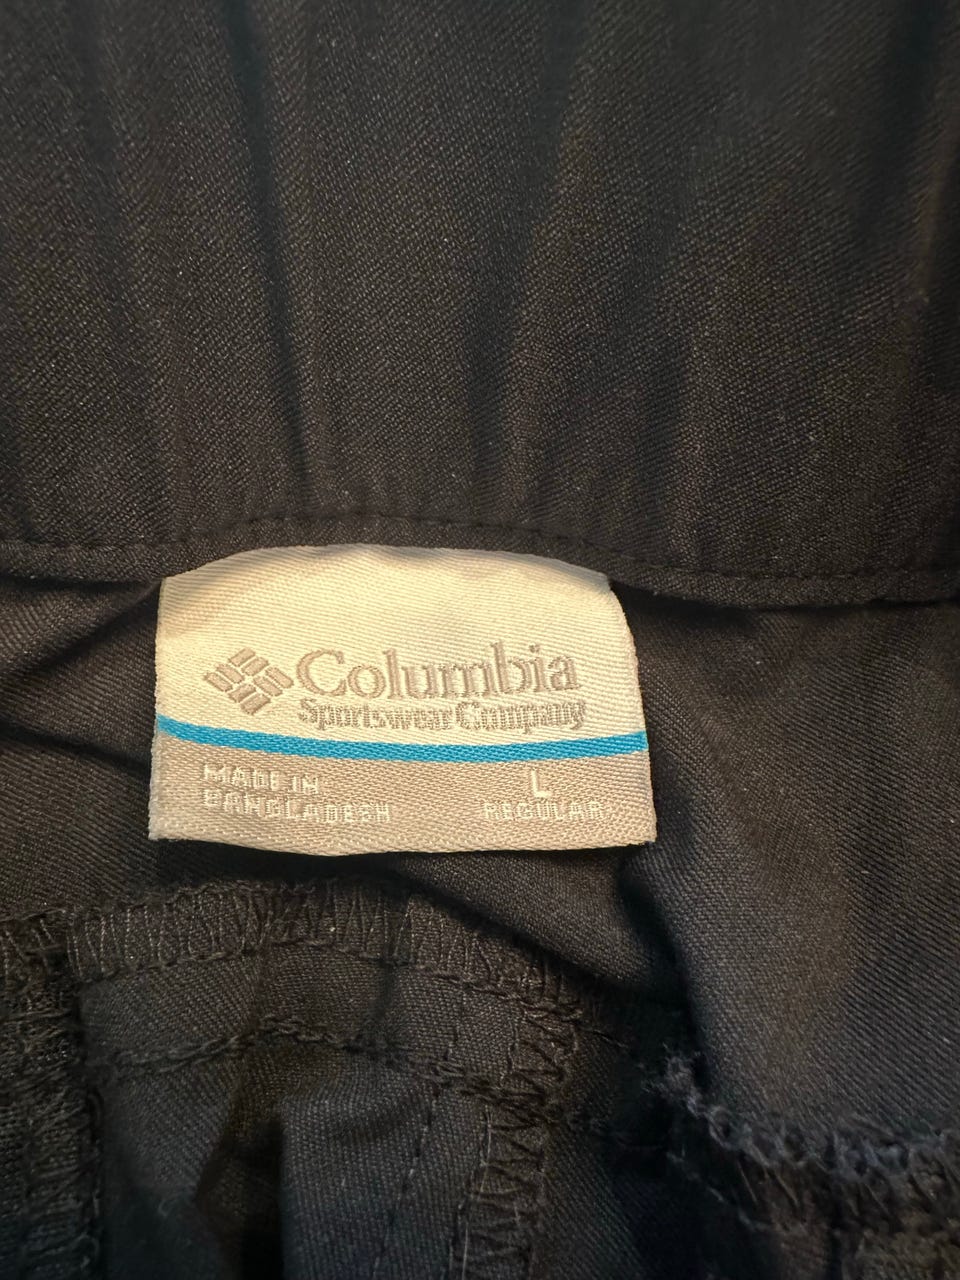 Columbia
Sportswear Company
MADE IN
BANGLADESH
L
REGULAR